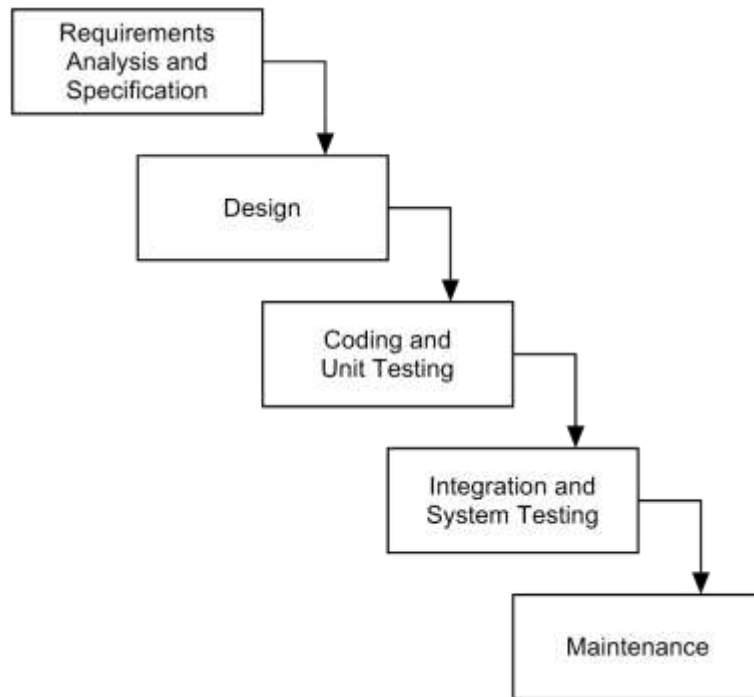 Requirements
Analysis and
Specification
Design
Coding and
Unit Testing
Integration and
System Testing
Maintenance